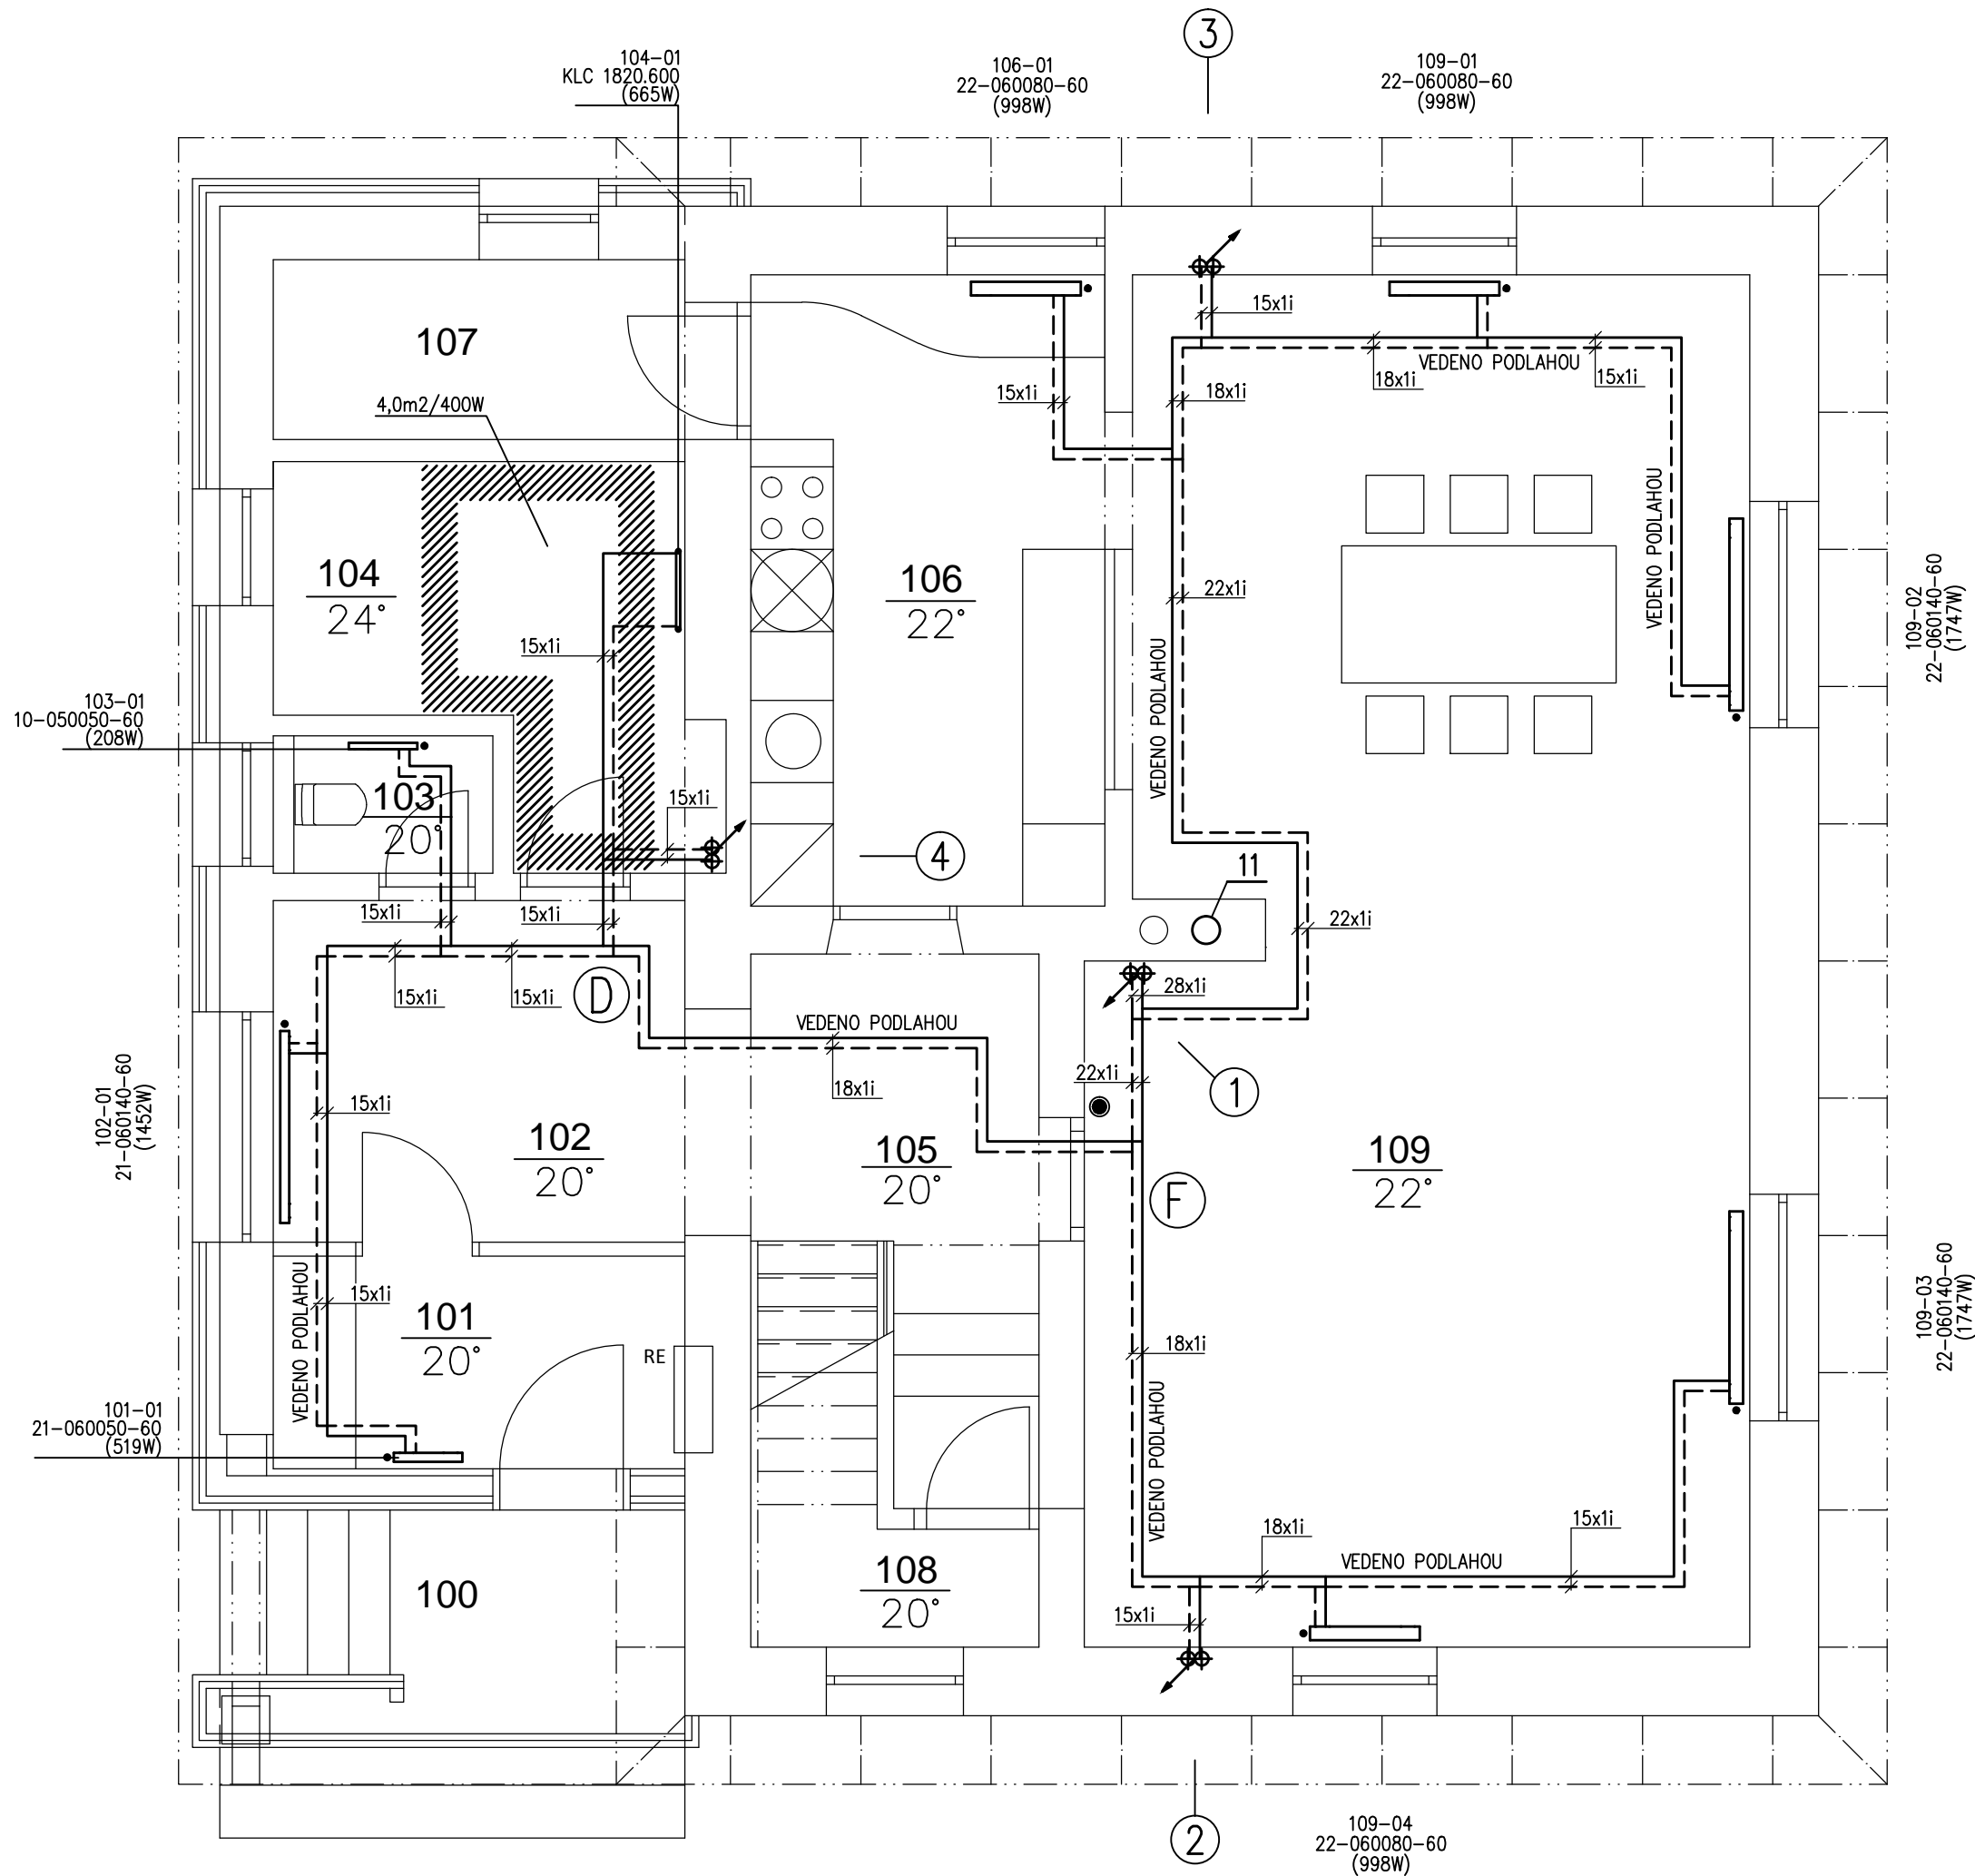 3
104-01
KLC 1820.600
(665W)
106-01
22-060080-60
(998W)
109-01
22-060080-60
(998W)
15x1i
107
VEDENO PODLAHOU
18x1i
15x1i
15x1i
18x1i
4,0m2/400W
VEDENO PODLAHOU
104
24°
106
22°
22x1i
109-02
22-060140-60
(1747W)
15x1i
VEDENO PODLAHOU
103-01
10-050050-60
(208W)
103
20°
15x1i
4
11
15x1i
15x1i
22x1i
15x1i
15x1i
D
28x1i
VEDENO PODLAHOU
22x1i
18x1i
1
102-01
21-060140-60
(1452W)
15x1i
102
20°
105
20°
109
22°
F
VEDENO PODLAHOU
15x1i
101
20°
RE
18x1i
109-03
22-060140-60
(1747W)
101-01
21-060050-60
(519W)
VEDENO PODLAHOU
18x1i
15x1i
VEDENO PODLAHOU
100
108
20°
15x1i
2
109-04
22-060080-60
(998W)